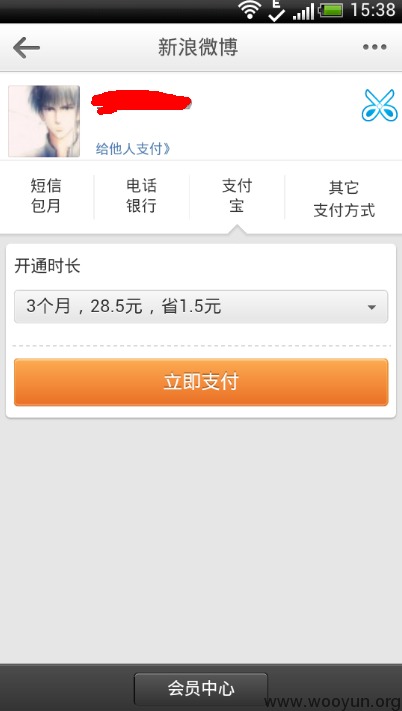 15:38
新浪微博
给他人支付》
短信
包月
电话
银行
支付
宝
其它
支付方式
开通时长
3个月，28.5元，省1.5元
立即支付
会员中心
www.wooyun.org